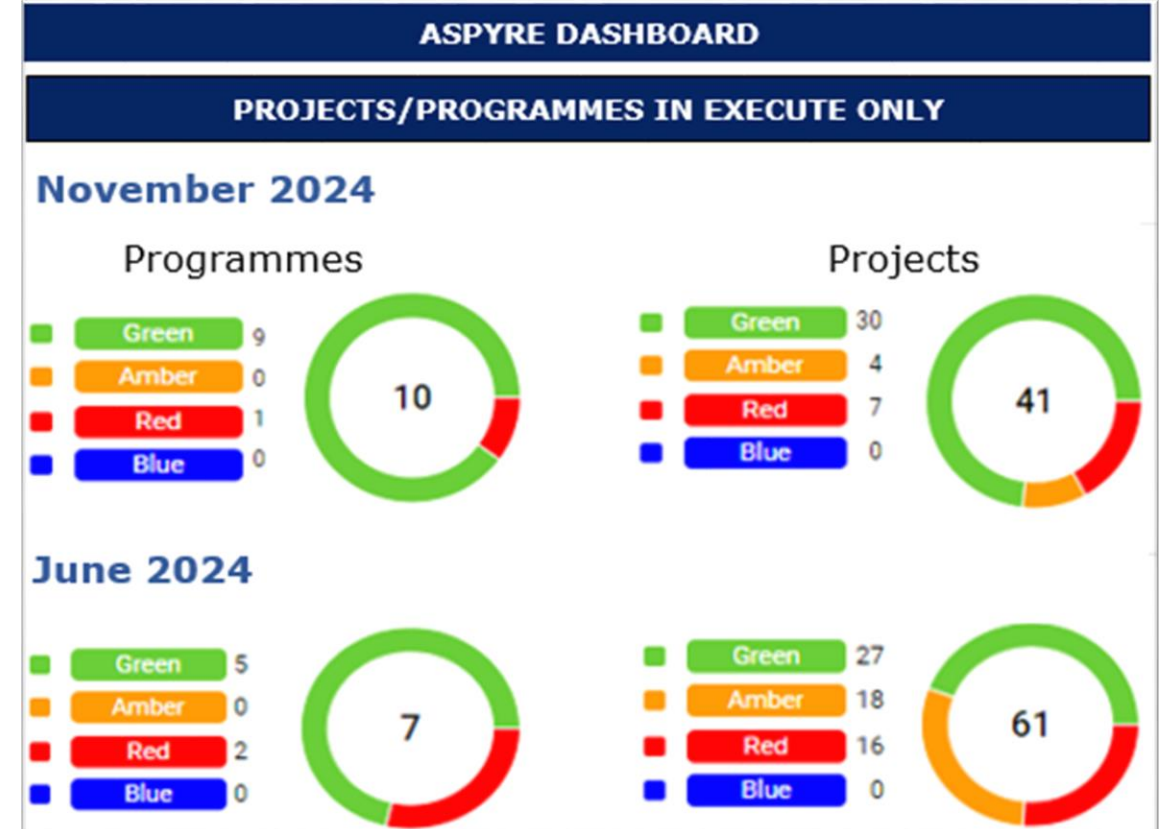 ASPYRE DASHBOARD
PROJECTS/PROGRAMMES IN EXECUTE ONLY
November 2024
Programmes
Green 9
Amber 0
Red 1
Blue 0
10
Projects
Green 30
Amber 4
Red 7
Blue 0
41
June 2024
Green 5
Amber 0
Red 2
Blue 0
7
Green 27
Amber 18
Red 16
Blue 0
61